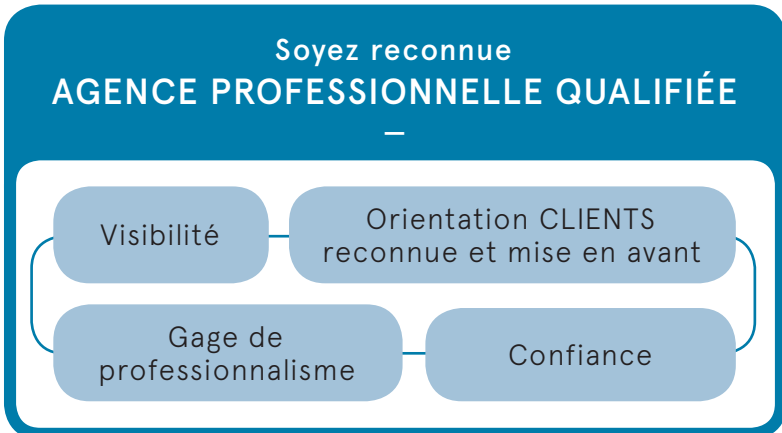 Soyez reconnue
AGENCE PROFESSIONNELLE QUALIFIÉE
–
Visibilité
Orientation CLIENTS
reconnue et mise en avant
Gage de
professionnalisme
Confiance